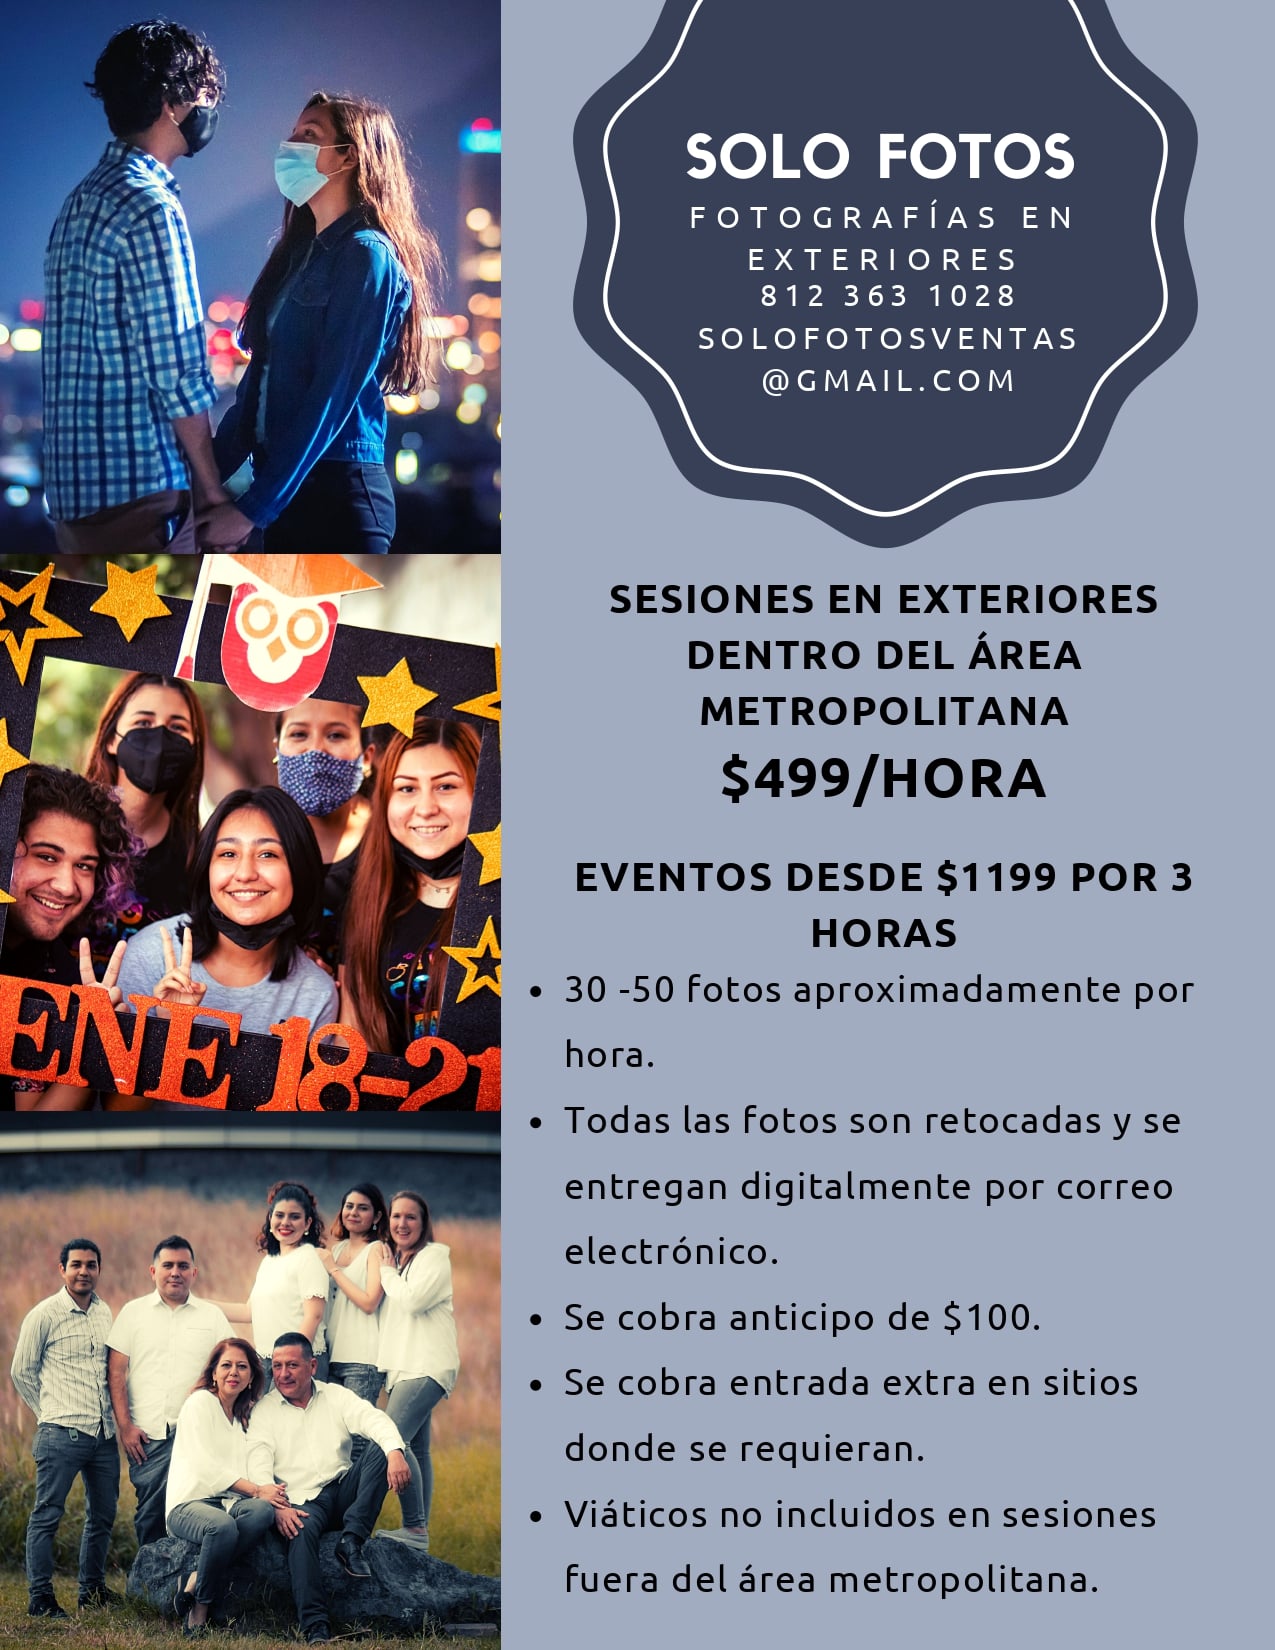 SOLO FOTOS
FOTOGRAFÍAS EN
EXTERIORES
812 363 1028
SOLOFOTOSVENTAS
@GMAIL.COM
SESIONES EN EXTERIORES
DENTRO DEL ÁREA
METROPOLITANA
$499/HORA
EVENTOS DESDE $1199 POR 3
HORAS
• 30 -50 fotos aproximadamente por
hora.
• Todas las fotos son retocadas y se
entregan digitalmente por correo
electrónico.
• Se cobra anticipo de $100.
• Se cobra entrada extra en sitios
donde se requieran.
• Viáticos no incluidos en sesiones
fuera del área metropolitana.
ENE 18-21